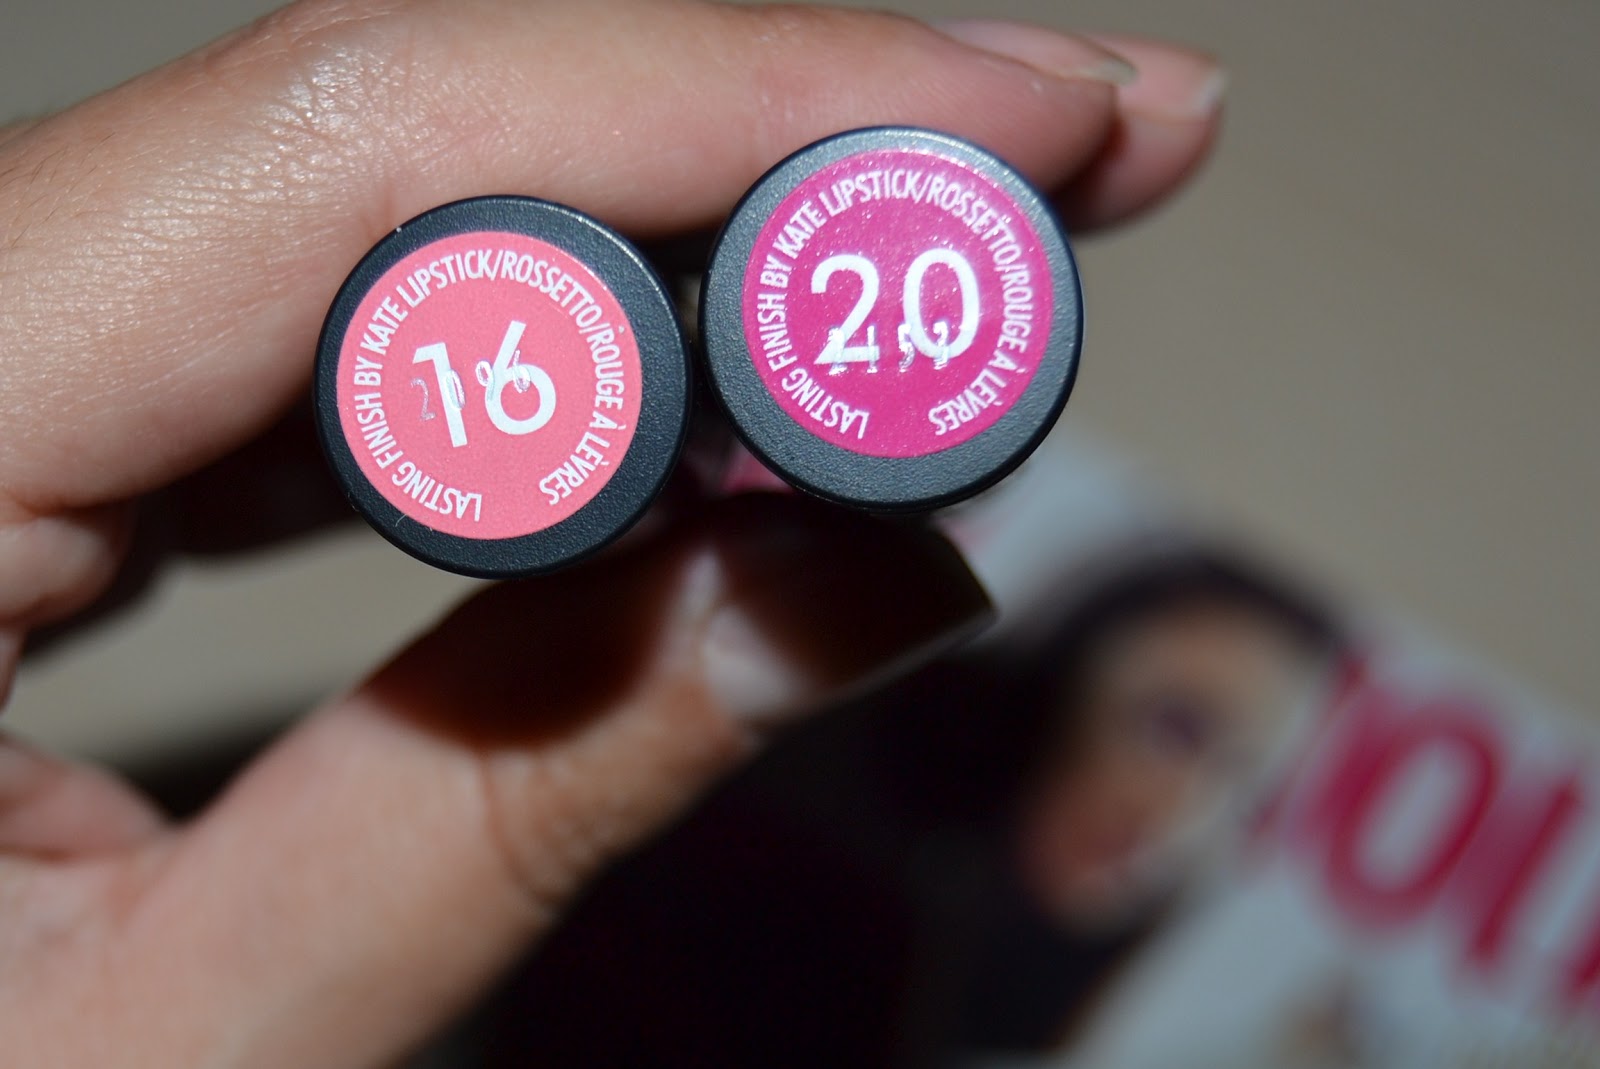 LASTING FINISH BY KATE LIPSTICK/ROSSETTO/ROUGE À LÈVRES
16
LASTING FINISH BY KATE LIPSTICK/ROSSETTO/ROUGE À LÈVRES
20